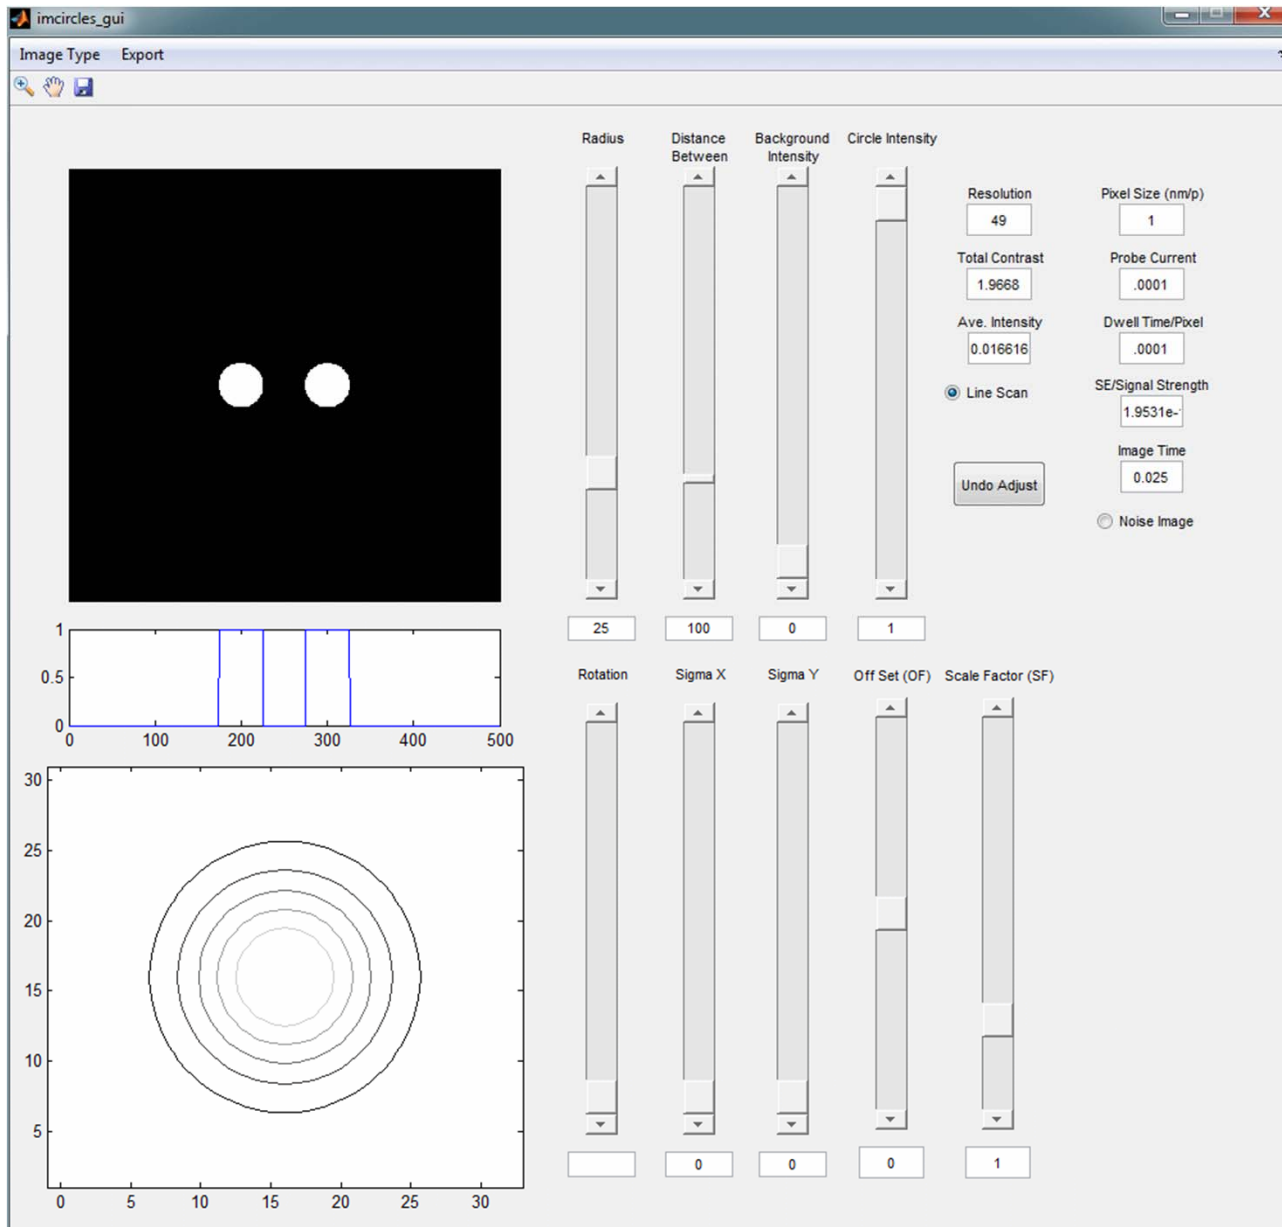 imcircles_gui
Image Type Export
Radius
Distance Between
Background Intensity
Circle Intensity
Resolution
49
Pixel Size (nm/p)
1
Total Contrast
1.9668
Probe Current
.0001
Ave. Intensity
0.016616
Dwell Time/Pixel
.0001
Line Scan
SE/Signal Strength
1.9531e-
Undo Adjust
Image Time
0.025
Noise Image
25
100
0
1
1
0.5
0
0 100 200 300 400 500
Rotation
Sigma X
Sigma Y
Off Set (OF)
Scale Factor (SF)
30
25
20
15
10
5
0 5 10 15 20 25 30
0
0
0
1